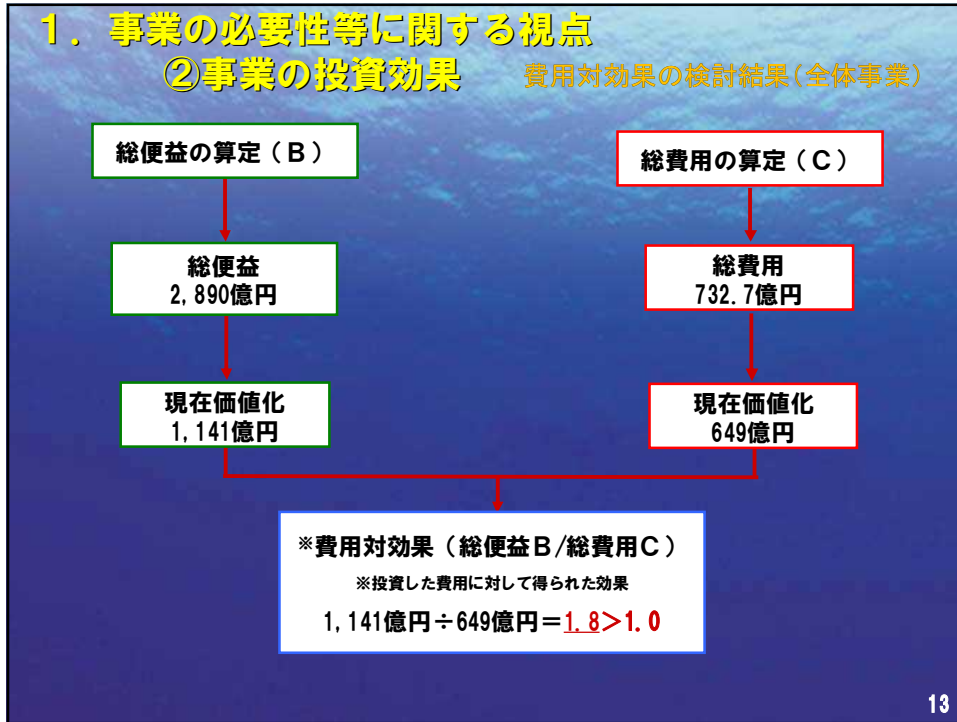 １．事業の必要性等に関する視点
②事業の投資効果
費用対効果の検討結果(全体事業)
総便益の算定（Ｂ）
総費用の算定（Ｃ）
総便益
2,890億円
総費用
732.7億円
現在価値化
1,141億円
現在価値化
649億円
※費用対効果（総便益Ｂ/総費用Ｃ）
※投資した費用に対して得られた効果
1,141億円÷649億円＝1.8＞1.0
13